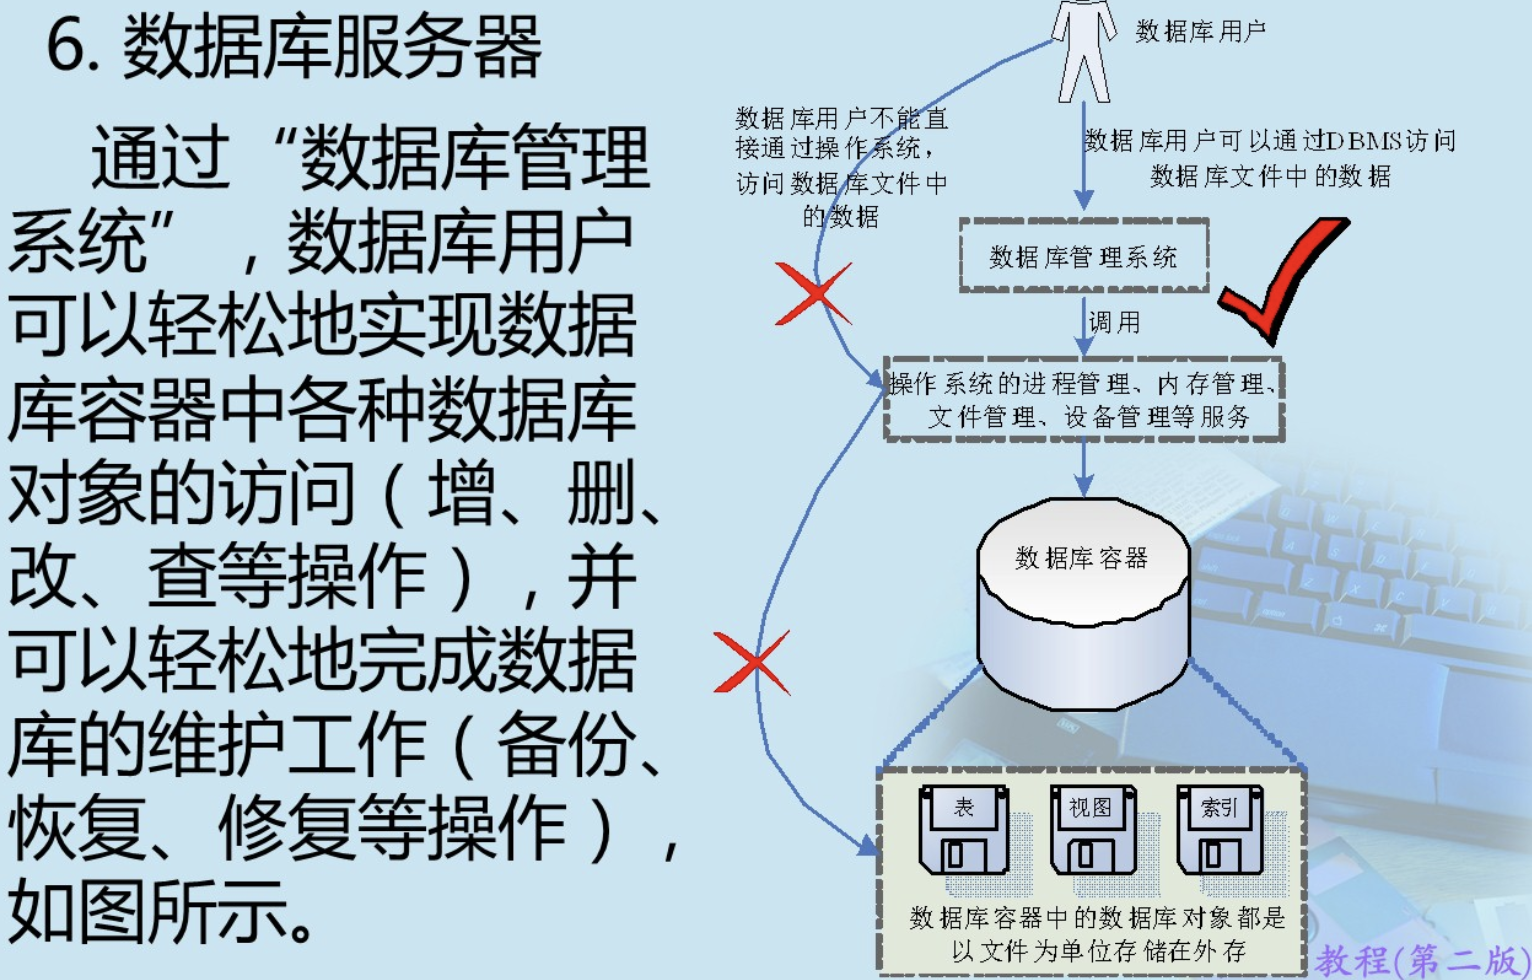 6. 数据库服务器
通过“数据库管理
系统”，数据库用户
可以轻松地实现数据
库容器中各种数据库
对象的访问（增、删、
改、查等操作），并
可以轻松地完成数据
库的维护工作（备份、
恢复、修复等操作），
如图所示。
数据库用户
数据库用户不能直
接通过操作系统，
访问数据库文件中
的数据
数据库用户可以通过DBMS访问
数据库文件中的数据
数据库管理系统
调用
操作系统的进程管理、内存管理、
文件管理、设备管理等服务
数据库容器
表
视图
索引
数据库容器中的数据库对象都是
以文件为单位存储在外存
教程(第二版)